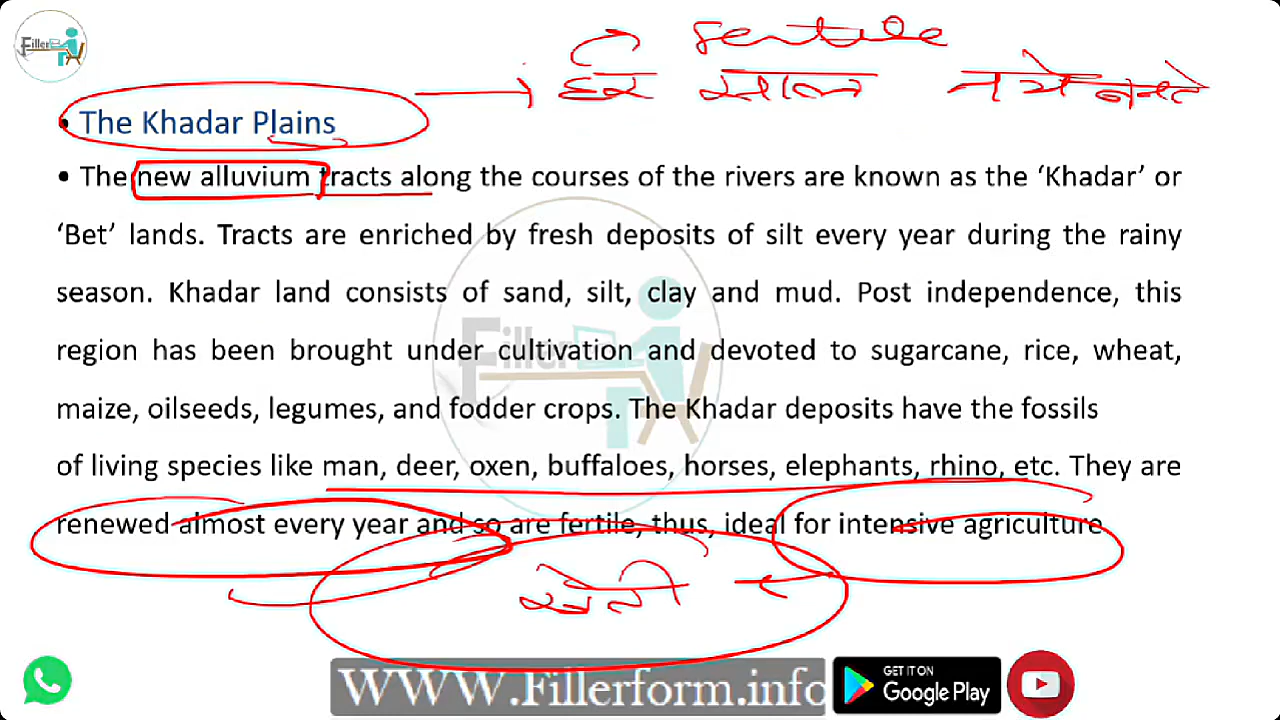 Filler
fertile
हर साल नये बनते
• The Khadar Plains
• The new alluvium tracts along the courses of the rivers are known as the ‘Khadar’ or
‘Bet’ lands. Tracts are enriched by fresh deposits of silt every year during the rainy
season. Khadar land consists of sand, silt, clay and mud. Post independence, this
region has been brought under cultivation and devoted to sugarcane, rice, wheat,
maize, oilseeds, legumes, and fodder crops. The Khadar deposits have the fossils
of living species like man, deer, oxen, buffaloes, horses, elephants, rhino, etc. They are
renewed almost every year and so are fertile, thus, ideal for intensive agriculture
खेती
Filler
WWW.Fillerform.info
GET IT ON
Google Play